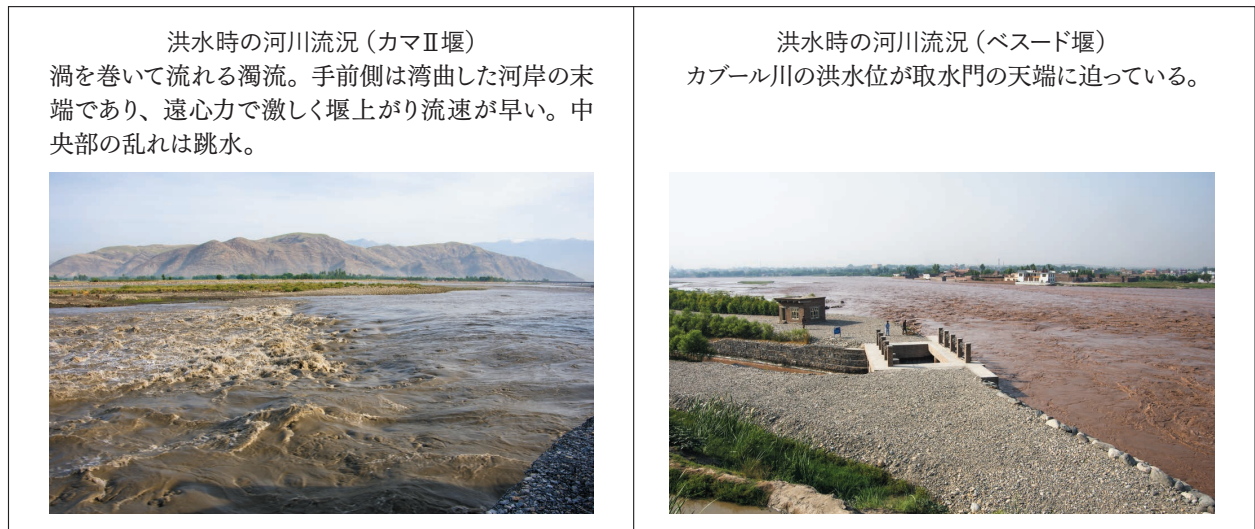 洪水時の河川流況（カマⅡ堰）
渦を巻いて流れる濁流。手前側は湾曲した河岸の末
端であり、遠心力で激しく堰上がり流速が早い。中
央部の乱れは跳水。
洪水時の河川流況（ベスード堰）
カブール川の洪水位が取水門の天端に迫っている。